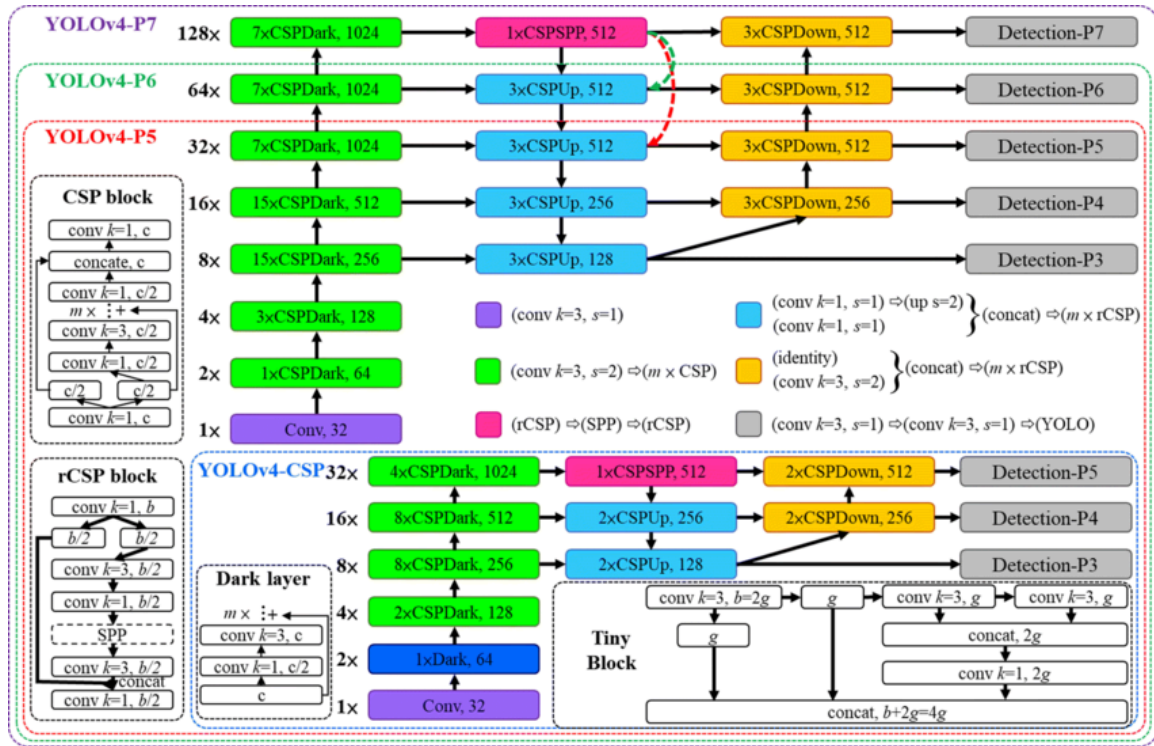 YOLOv4-P7
128×
7×CSPDark, 1024
1×CSPSPP, 512
3×CSPDown, 512
Detection-P7
YOLOv4-P6
64×
7×CSPDark, 1024
3×CSPUp, 512
3×CSPDown, 512
Detection-P6
YOLOv4-P5
32×
7×CSPDark, 1024
3×CSPUp, 512
3×CSPDown, 512
Detection-P5
16×
15×CSPDark, 512
3×CSPUp, 256
3×CSPDown, 256
Detection-P4
8×
15×CSPDark, 256
3×CSPUp, 128
Detection-P3
4×
3×CSPDark, 128
2×
1×CSPDark, 64
1×
Conv, 32
CSP block
conv k=1, c
concate, c
conv k=1, c/2
m × ⋮+
conv k=3, c/2
conv k=1, c/2
c/2
c/2
conv k=1, c
(conv k=3, s=1)
(conv k=3, s=2) ⇨(m × CSP)
(rCSP) ⇨(SPP) ⇨(rCSP)
(conv k=1, s=1) ⇨(up s=2)
(conv k=1, s=1)
}(concat) ⇨(m × rCSP)
(identity)
(conv k=3, s=2)
}(concat) ⇨(m × rCSP)
(conv k=3, s=1) ⇨(conv k=3, s=1) ⇨(YOLO)
rCSP block
conv k=1, b
b/2
b/2
conv k=3, b/2
conv k=1, b/2
SPP
conv k=3, b/2
concat
conv k=1, b/2
YOLOv4-CSP
32×
4×CSPDark, 1024
1×CSPSPP, 512
2×CSPDown, 512
Detection-P5
16×
8×CSPDark, 512
2×CSPUp, 256
2×CSPDown, 256
Detection-P4
8×
8×CSPDark, 256
2×CSPUp, 128
Detection-P3
4×
2×CSPDark, 128
2×
1×Dark, 64
1×
Conv, 32
Dark layer
m × ⋮+
conv k=3, c
conv k=1, c/2
c
Tiny
Block
conv k=3, b=2g
g
conv k=3, g
conv k=3, g
g
concat, 2g
conv k=1, 2g
concat, b+2g=4g